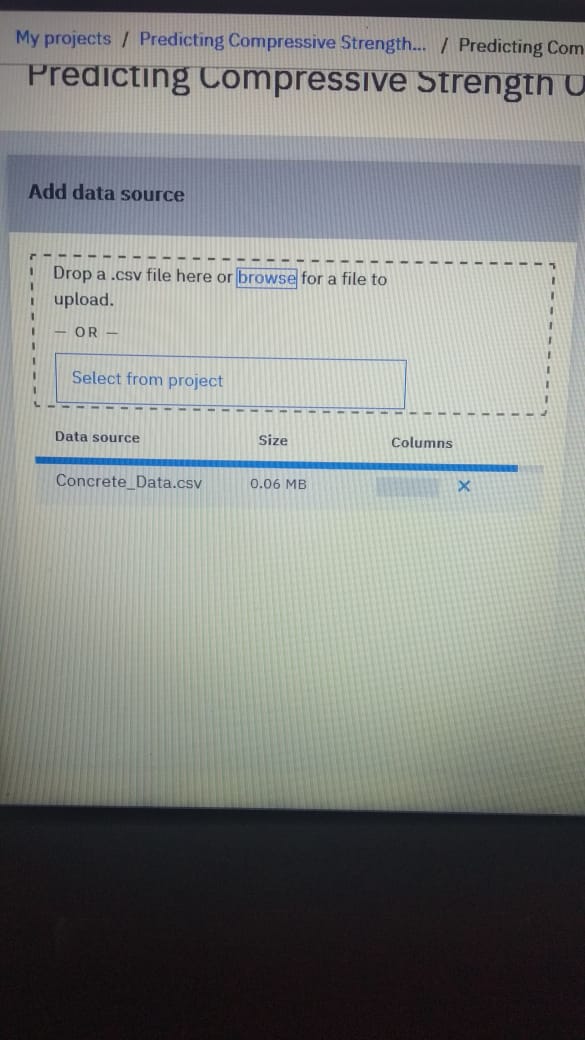 My projects / Predicting Compressive Strength... / Predicting Com
Predicting Compressive Strength
Add data source
Drop a .csv file here or browse for a file to
upload.
— OR —
Select from project
Data source Size Columns
Concrete_Data.csv 0.06 MB ×